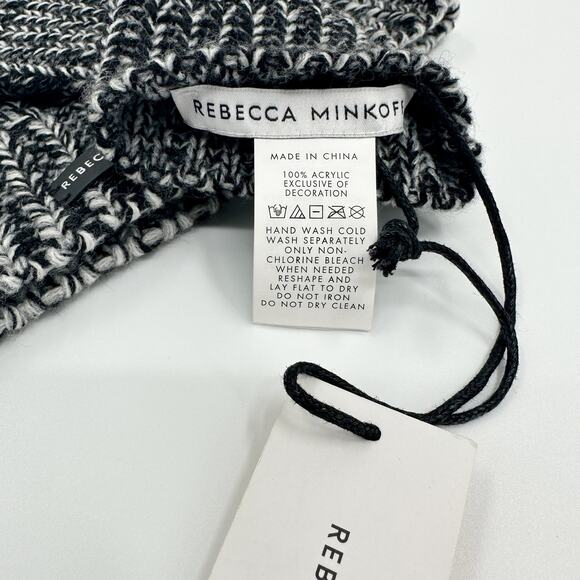 REBECCA MINKOFF
REBEC
MADE IN CHINA
100% ACRYLIC
EXCLUSIVE OF
DECORATION
HAND WASH COLD
WASH SEPARATELY
ONLY NON-
CHLORINE BLEACH
WHEN NEEDED
RESHAPE AND
LAY FLAT TO DRY
DO NOT IRON
DO NOT DRY CLEAN
REB